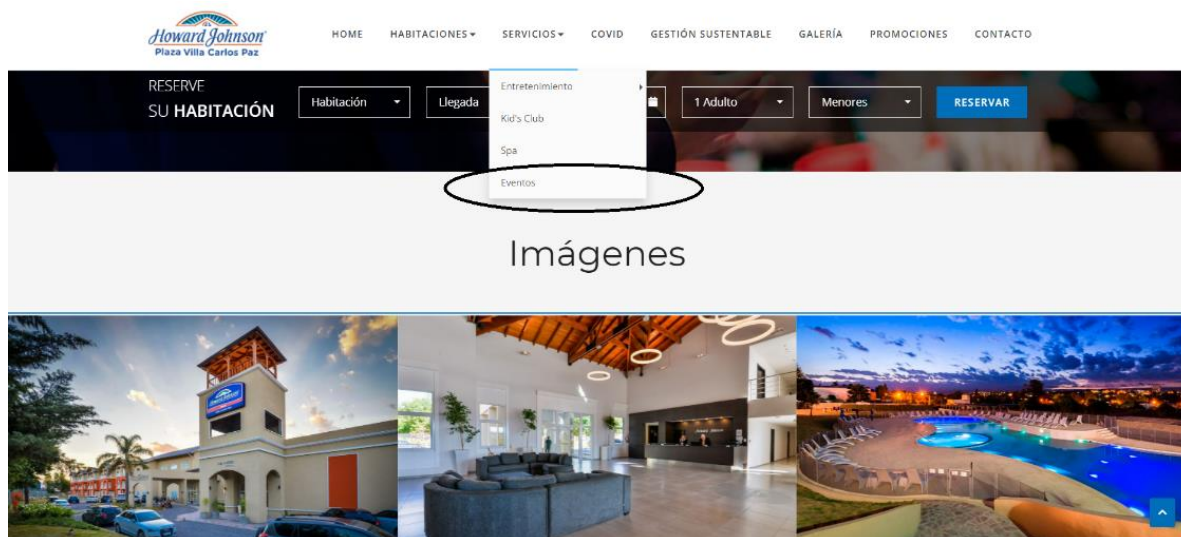 Howard Johnson
Plaza Villa Carlos Paz
HOME HABITACIONES SERVICIOS COVID GESTIÓN SUSTENTABLE GALERÍA PROMOCIONES CONTACTO
RESERVE
SU HABITACIÓN
Habitación Llegada 1 Adulto Menores RESERVAR
Entretenimiento
Kid's Club
Spa
Eventos
Imágenes